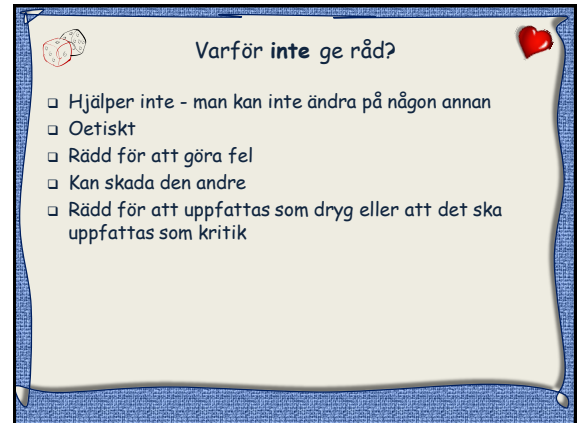 Varför inte ge råd?
Hjälper inte - man kan inte ändra på någon annan
Oetiskt
Rädd för att göra fel
Kan skada den andre
Rädd för att uppfattas som dryg eller att det ska
uppfattas som kritik